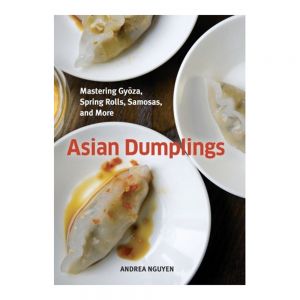 Mastering Gyōza,
Spring Rolls, Samosas,
and More
Asian Dumplings
ANDREA NGUYEN